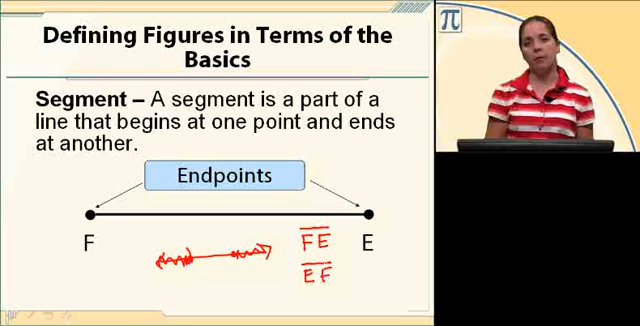 Defining Figures in Terms of the
Basics
π
Segment – A segment is a part of a
line that begins at one point and ends
at another.
Endpoints
F
E
FE
EF